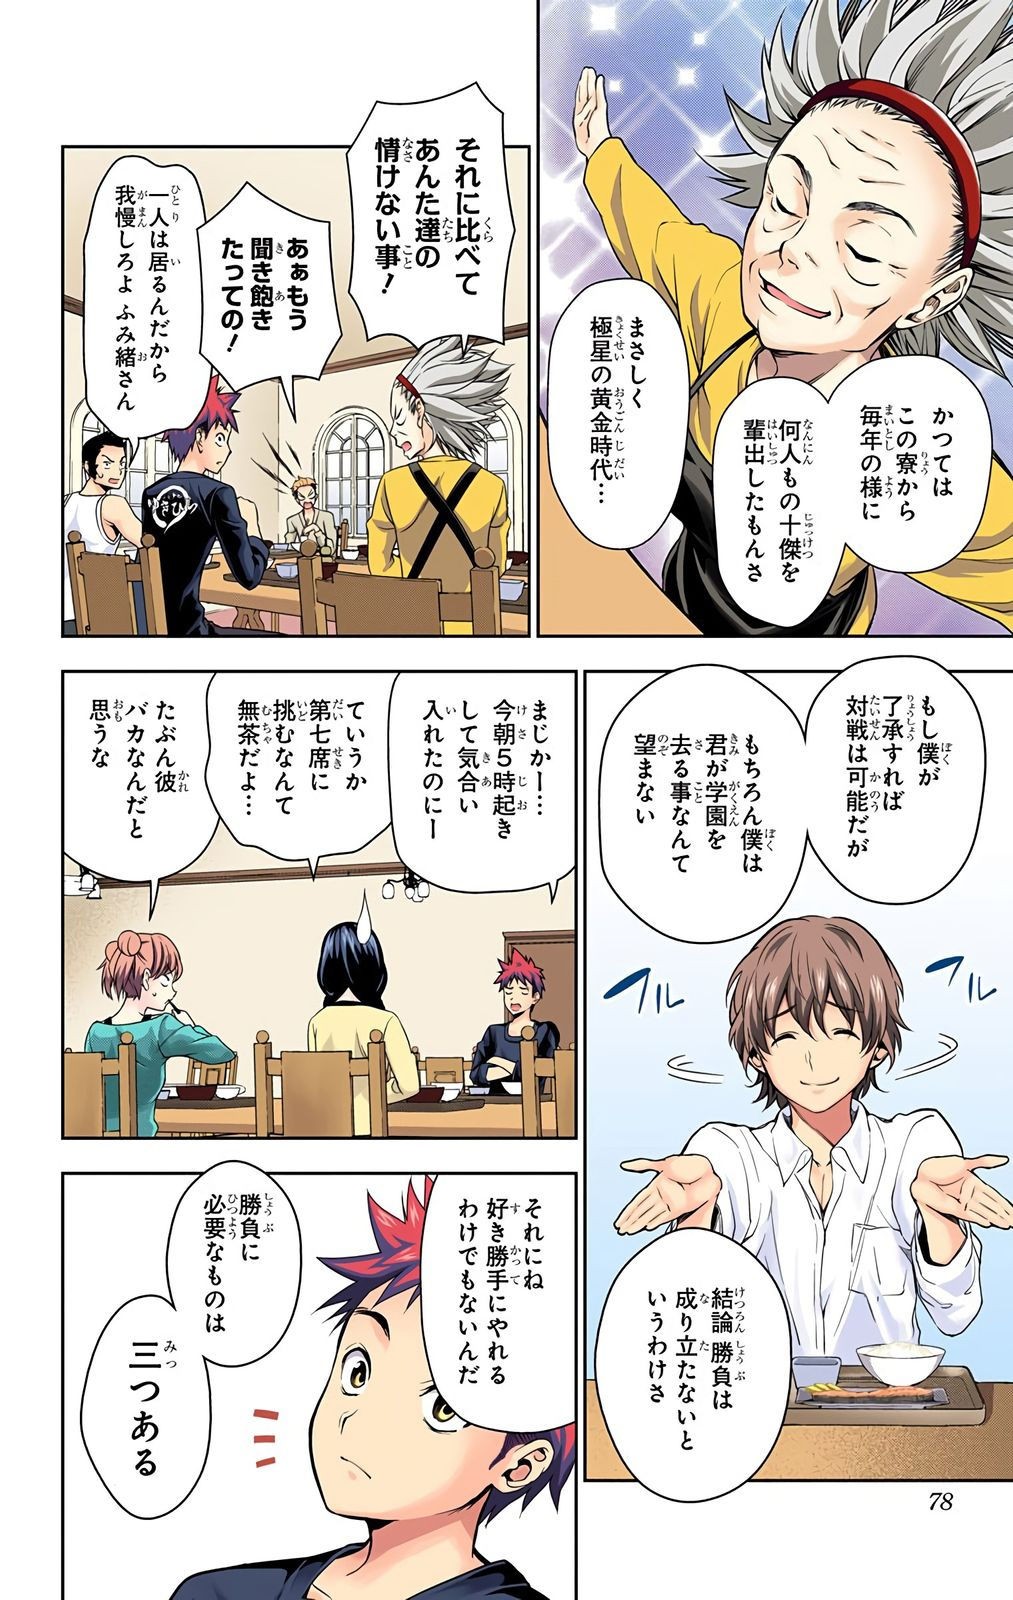 かつては
この寮から
毎年の様に
何人もの十傑を
輩出したもんさ
まさしく
極星の黄金時代…
それに比べて
あんた達の
情けない事！
あぁもう
聞き飽き
たっての！
一人は居るんだから
我慢しろよ ふみ緒さん
ゆきひら
もし僕が
了承すれば
対戦は可能だが
もちろん僕は
君が学園を
去る事なんて
望まない
フルフル
フルフル
結論 勝負は
成り立たないと
いうわけさ
まじかー…
今朝5時起き
して気合い
入れたのにー
ていうか
第七席に
挑むなんて
無茶だよ…
たぶん彼
バカなんだと
思うな
それにね
好き勝手にやれる
わけでもないんだ
勝負に
必要なものは
三つある
78